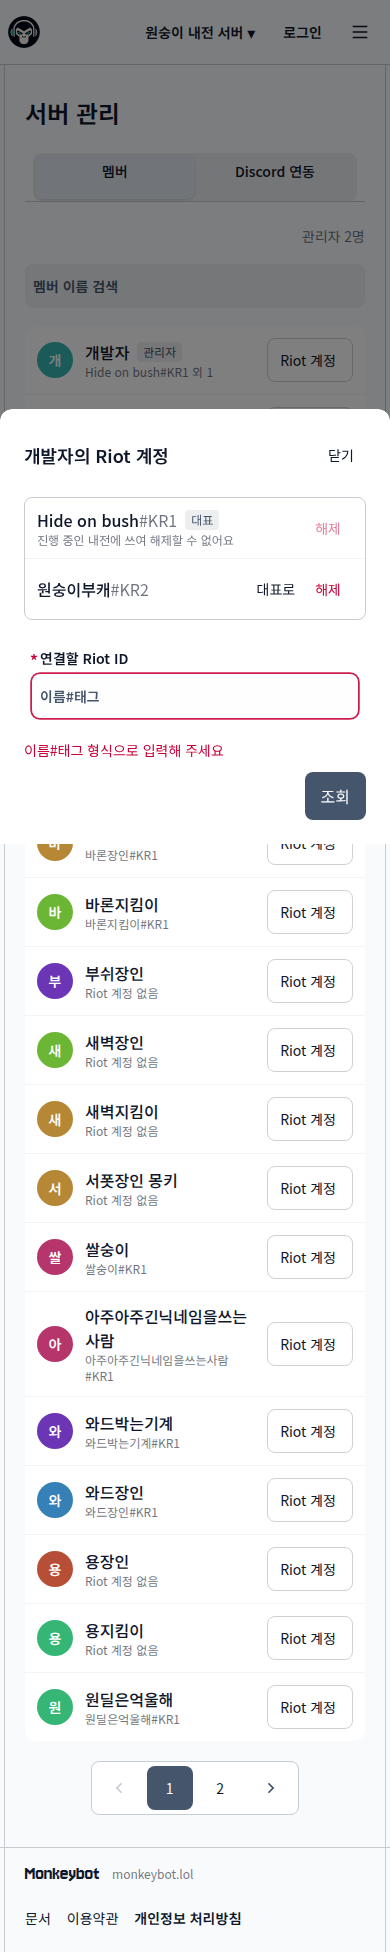 원숭이 내전 서버 ▾
로그인
서버 관리
멤버
Discord 연동
관리자 2명
멤버 이름 검색
개
개발자
관리자
Hide on bush#KR1 외 1
Riot 계정
개발자의 Riot 계정
닫기
Hide on bush#KR1
대표
진행 중인 내전에 쓰여 해제할 수 없어요
해제
원숭이부캐#KR2
대표로
해제
* 연결할 Riot ID
이름#태그
이름#태그 형식으로 입력해 주세요
조회
바론장인#KR1
Riot 계정
바
바론지킴이
바론지킴이#KR1
Riot 계정
부
부쉬장인
Riot 계정 없음
Riot 계정
새
새벽장인
Riot 계정 없음
Riot 계정
새
새벽지킴이
Riot 계정 없음
Riot 계정
서
서폿장인 몽키
Riot 계정 없음
Riot 계정
쌀
쌀숭이
쌀숭이#KR1
Riot 계정
아
아주아주긴닉네임을쓰는
사람
아주아주긴닉네임을쓰는사람
#KR1
Riot 계정
와
와드박는기계
와드박는기계#KR1
Riot 계정
와
와드장인
와드장인#KR1
Riot 계정
용
용장인
Riot 계정 없음
Riot 계정
용
용지킴이
Riot 계정 없음
Riot 계정
원
원딜은억울해
원딜은억울해#KR1
Riot 계정
1
2
Monkeybot
monkeybot.lol
문서
이용약관
개인정보 처리방침